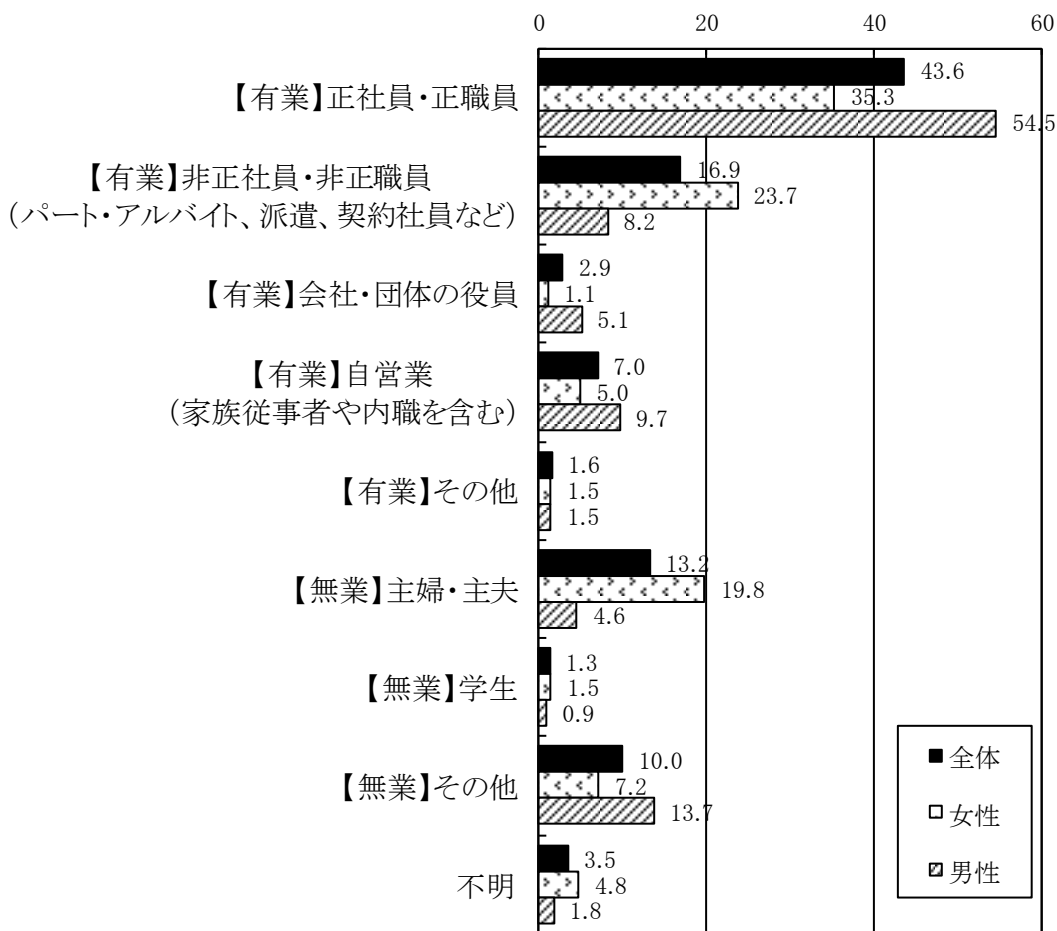 0 20 40 60
【有業】正社員・正職員
43.6
35.3
54.5
【有業】非正社員・非正職員
（パート・アルバイト、派遣、契約社員など）
16.9
23.7
8.2
【有業】会社・団体の役員
2.9
1.1
5.1
【有業】自営業
（家族従事者や内職を含む）
7.0
5.0
9.7
【有業】その他
1.6
1.5
1.5
【無業】主婦・主夫
13.2
19.8
4.6
【無業】学生
1.3
1.5
0.9
【無業】その他
10.0
7.2
13.7
不明
3.5
4.8
1.8
全体
女性
男性